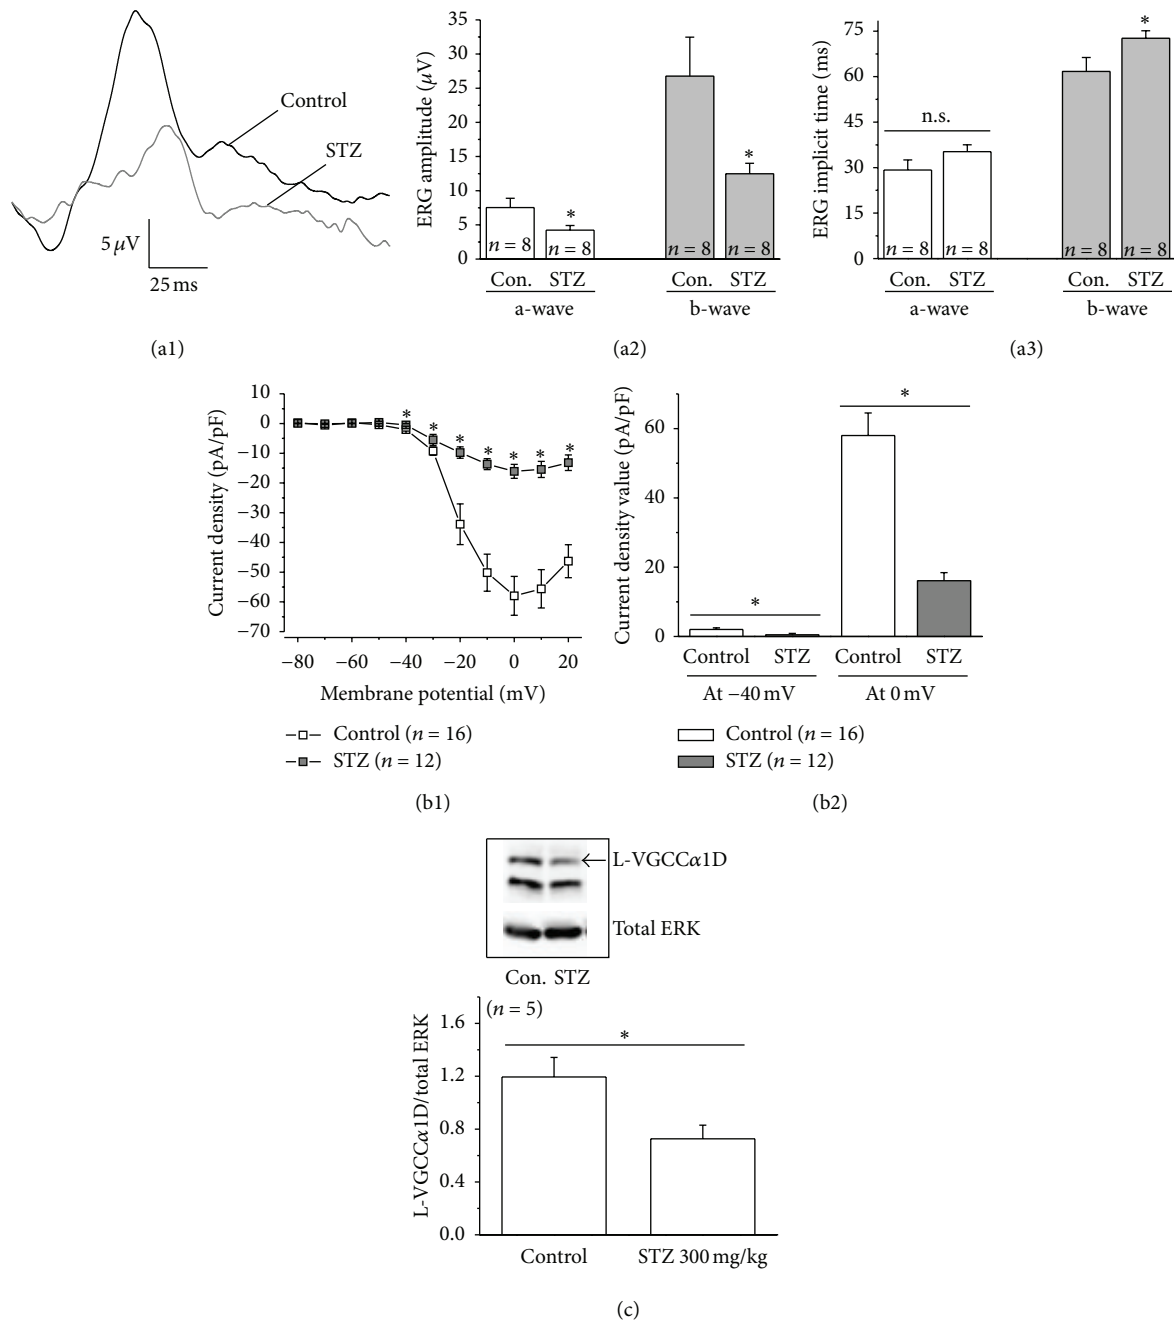 Control
STZ
5 μV
25 ms
(a1)
ERG amplitude (μV)
35
30
25
20
15
10
5
0
*
*
n = 8
n = 8
n = 8
n = 8
Con. STZ Con. STZ
a-wave b-wave
(a2)
ERG implicit time (ms)
75
60
45
30
15
0
n.s.
*
n = 8
n = 8
n = 8
n = 8
Con. STZ Con. STZ
a-wave b-wave
(a3)
Current density (pA/pF)
10
0
−10
−20
−30
−40
−50
−60
−70
* * * * * * *
−80 −60 −40 −20 0 20
Membrane potential (mV)
Control (n = 16)
STZ (n = 12)
(b1)
Current density value (pA/pF)
60
40
20
0
*
*
Control STZ Control STZ
At −40 mV At 0 mV
Control (n = 16)
STZ (n = 12)
(b2)
L-VGCCα1D
Total ERK
Con. STZ
L-VGCCα1D/total ERK
(n = 5)
1.6
1.2
0.8
0.4
0.0
*
Control STZ 300 mg/kg
(c)